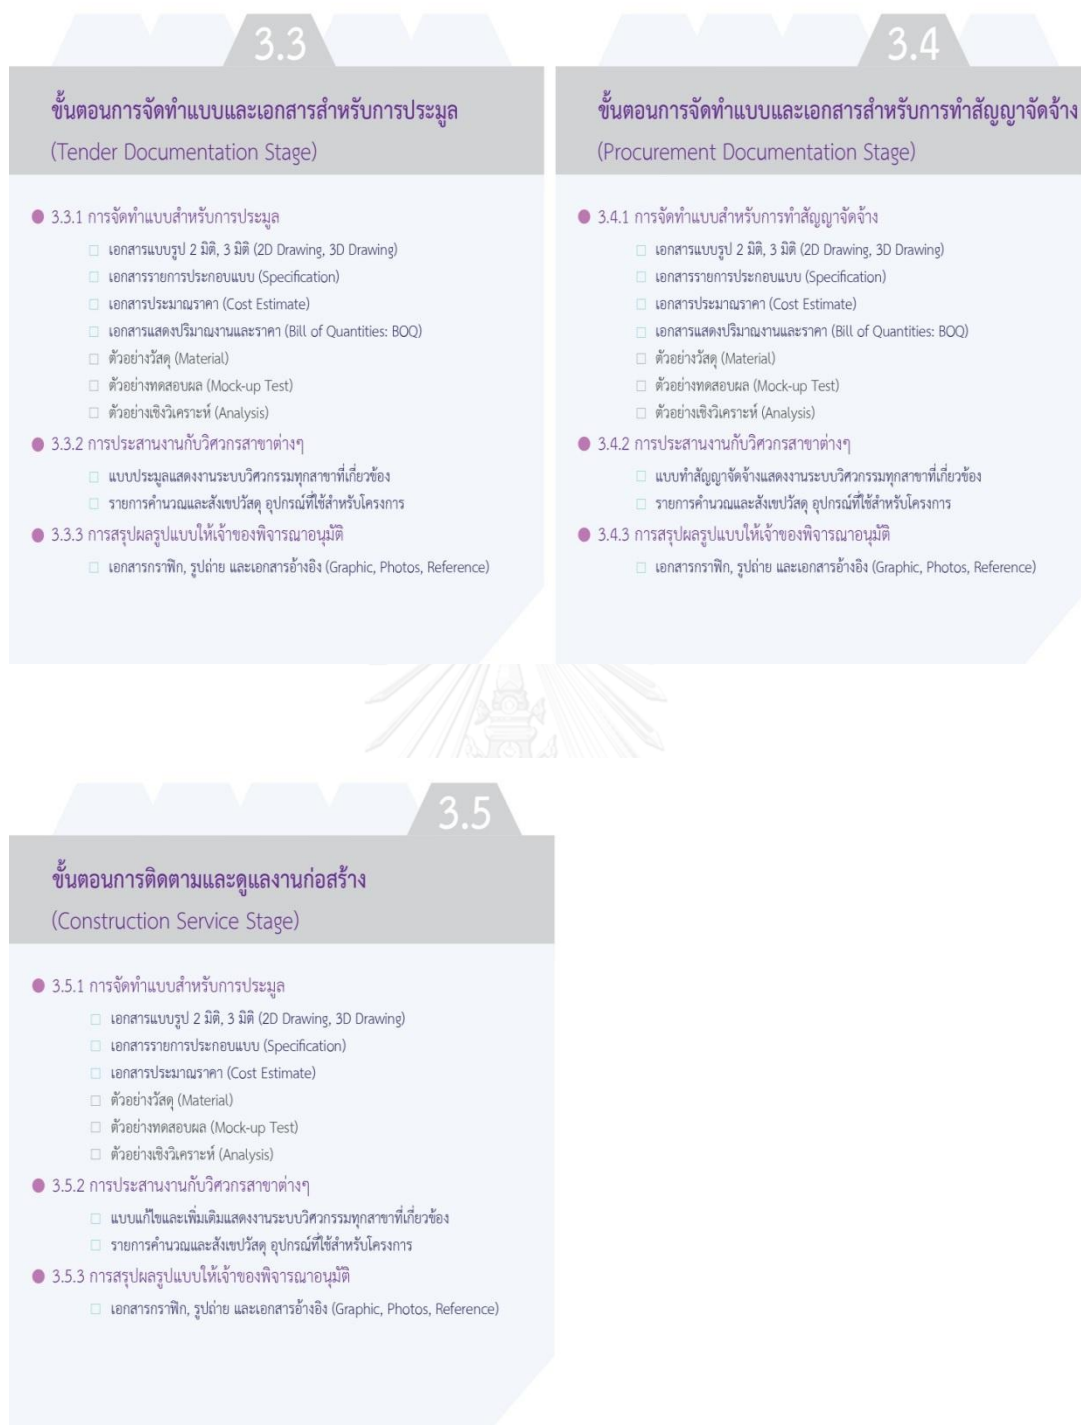 3.3
ขั้นตอนการจัดทำแบบและเอกสารสำหรับการประมูล
(Tender Documentation Stage)
3.3.1 การจัดทำแบบสำหรับการประมูล
เอกสารแบบรูป 2 มิติ, 3 มิติ (2D Drawing, 3D Drawing)
เอกสารรายการประกอบแบบ (Specification)
เอกสารประมาณราคา (Cost Estimate)
เอกสารแสดงปริมาณงานและราคา (Bill of Quantities: BOQ)
ตัวอย่างวัสดุ (Material)
ตัวอย่างทดสอบผล (Mock-up Test)
ตัวอย่างเชิงวิเคราะห์ (Analysis)
3.3.2 การประสานงานกับวิศวกรสาขาต่างๆ
แบบประมูลแสดงงานระบบวิศวกรรมทุกสาขาที่เกี่ยวข้อง
รายการคำนวณและสังเขปวัสดุ อุปกรณ์ที่ใช้สำหรับโครงการ
3.3.3 การสรุปผลรูปแบบให้เจ้าของพิจารณาอนุมัติ
เอกสารกราฟิก, รูปถ่าย และเอกสารอ้างอิง (Graphic, Photos, Reference)
3.4
ขั้นตอนการจัดทำแบบและเอกสารสำหรับการทำสัญญาจัดจ้าง
(Procurement Documentation Stage)
3.4.1 การจัดทำแบบสำหรับการทำสัญญาจัดจ้าง
เอกสารแบบรูป 2 มิติ, 3 มิติ (2D Drawing, 3D Drawing)
เอกสารรายการประกอบแบบ (Specification)
เอกสารประมาณราคา (Cost Estimate)
เอกสารแสดงปริมาณงานและราคา (Bill of Quantities: BOQ)
ตัวอย่างวัสดุ (Material)
ตัวอย่างทดสอบผล (Mock-up Test)
ตัวอย่างเชิงวิเคราะห์ (Analysis)
3.4.2 การประสานงานกับวิศวกรสาขาต่างๆ
แบบทำสัญญาจัดจ้างแสดงงานระบบวิศวกรรมทุกสาขาที่เกี่ยวข้อง
รายการคำนวณและสังเขปวัสดุ อุปกรณ์ที่ใช้สำหรับโครงการ
3.4.3 การสรุปผลรูปแบบให้เจ้าของพิจารณาอนุมัติ
เอกสารกราฟิก, รูปถ่าย และเอกสารอ้างอิง (Graphic, Photos, Reference)
3.5
ขั้นตอนการติดตามและดูแลงานก่อสร้าง
(Construction Service Stage)
3.5.1 การจัดทำแบบสำหรับการประมูล
เอกสารแบบรูป 2 มิติ, 3 มิติ (2D Drawing, 3D Drawing)
เอกสารรายการประกอบแบบ (Specification)
เอกสารประมาณราคา (Cost Estimate)
ตัวอย่างวัสดุ (Material)
ตัวอย่างทดสอบผล (Mock-up Test)
ตัวอย่างเชิงวิเคราะห์ (Analysis)
3.5.2 การประสานงานกับวิศวกรสาขาต่างๆ
แบบแก้ไขและเพิ่มเติมแสดงงานระบบวิศวกรรมทุกสาขาที่เกี่ยวข้อง
รายการคำนวณและสังเขปวัสดุ อุปกรณ์ที่ใช้สำหรับโครงการ
3.5.3 การสรุปผลรูปแบบให้เจ้าของพิจารณาอนุมัติ
เอกสารกราฟิก, รูปถ่าย และเอกสารอ้างอิง (Graphic, Photos, Reference)